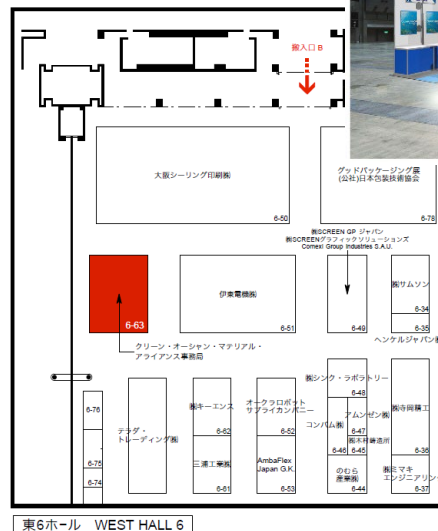 搬入口 B
大阪シーリング印刷㈱
6-50
グッドパッケージング展
(公社)日本包装技術協会
6-78
㈱SCREEN GP ジャパン
㈱SCREENグラフィックソリューションズ
Comexi Group Industries S.A.U.
6-63
伊東電機㈱
6-51
6-49
㈱サムソン
6-34
6-35
ヘンケルジャパン㈱
クリーン・オーシャン・マテリアル・
アライアンス事務局
6-76
6-75
6-74
テラダ・
トレーディング㈱
㈱キーエンス
6-62
三浦工業㈱
6-61
オークラロボット
サプライカンパニー
6-52
AmbaFlex
Japan G.K.
6-53
㈱シンク・ラボラトリー
6-48
アムンゼン㈱
コンバム㈱
6-47
㈱木村鋳造所
6-46
6-45
のむら
産業㈱
6-44
㈱寺岡精工
6-36
㈱ミマキ
エンジニアリング
6-37
東6ホール WEST HALL 6